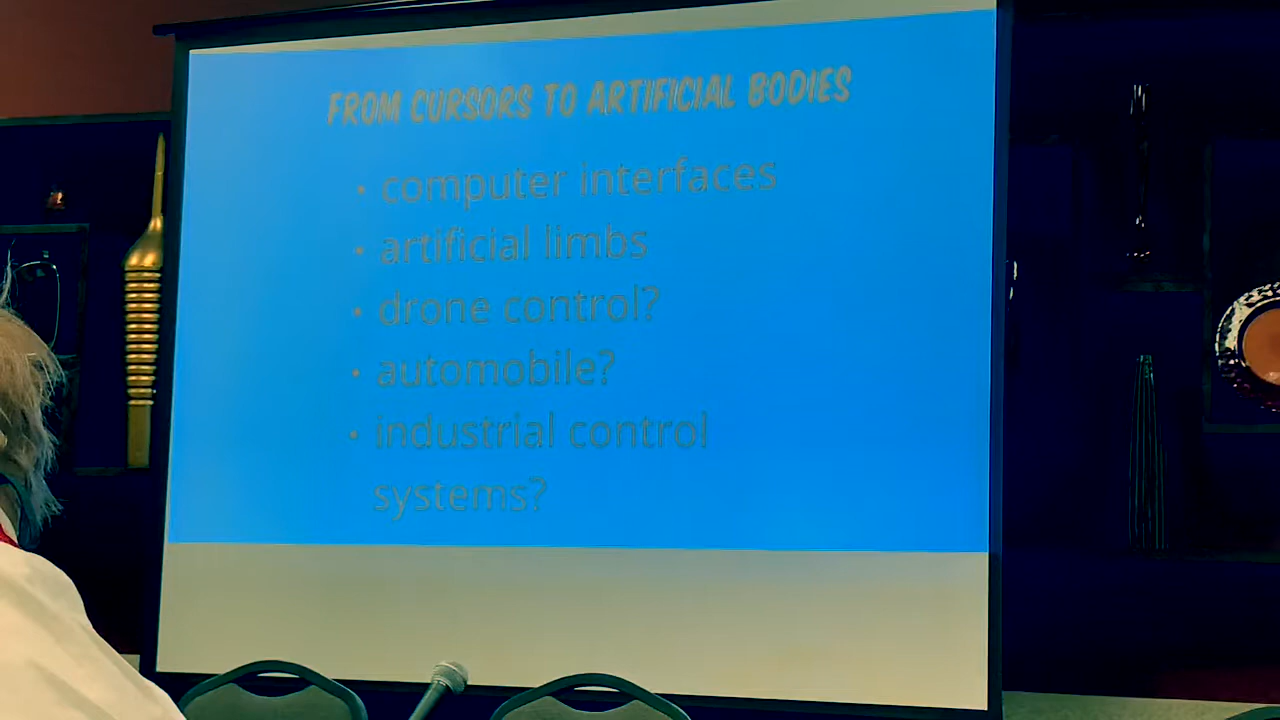 FROM CURSORS TO ARTIFICIAL BODIES
• computer interfaces
• artificial limbs
• drone control?
• automobile?
• industrial control
systems?